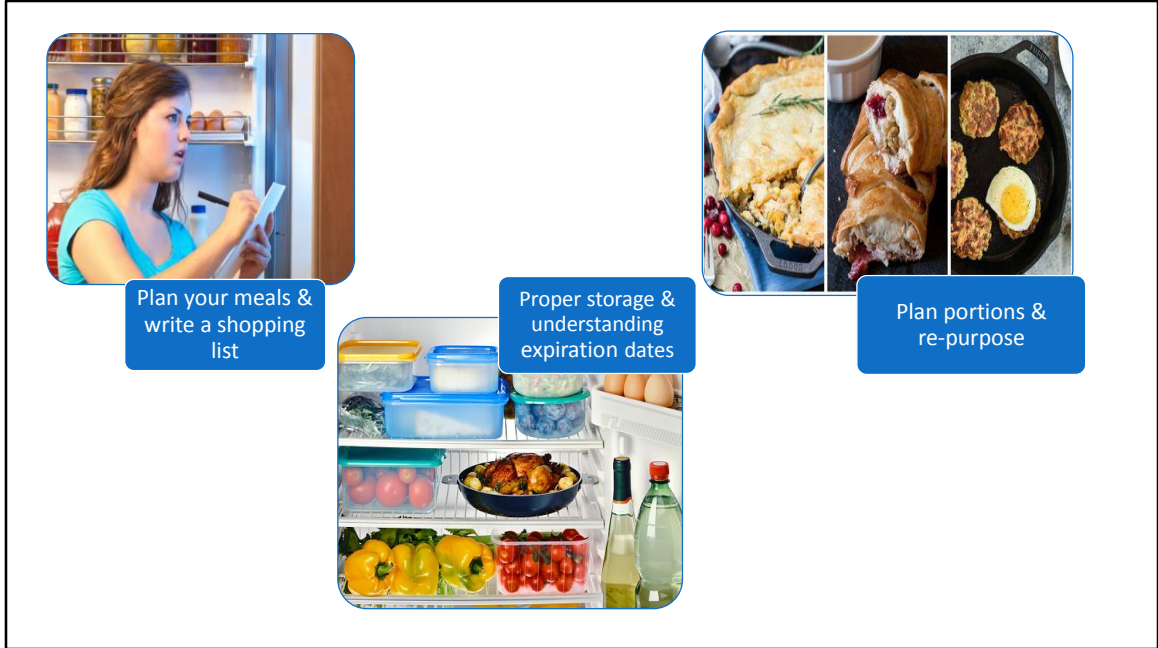 Plan your meals &
write a shopping
list
Proper storage &
understanding
expiration dates
Plan portions &
re-purpose